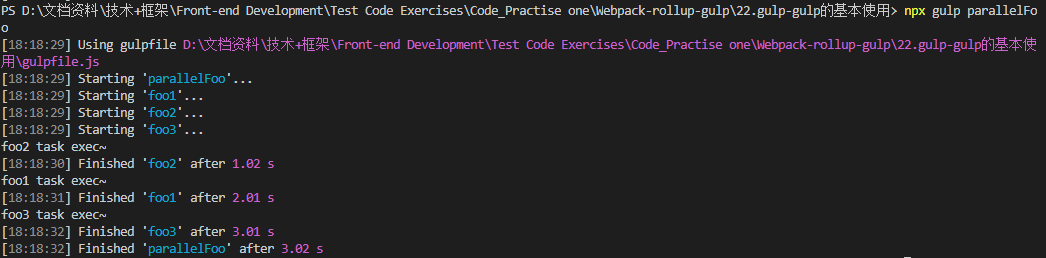 PS D:\文档资料\技术+框架\Front-end Development\Test Code Exercises\Code_Practise one\Webpack-rollup-gulp\22.gulp-gulp的基本使用> npx gulp parallelFo
o
[18:18:29] Using gulpfile D:\文档资料\技术+框架\Front-end Development\Test Code Exercises\Code_Practise one\Webpack-rollup-gulp\22.gulp-gulp的基本使
用\gulpfile.js
[18:18:29] Starting 'parallelFoo'...
[18:18:29] Starting 'foo1'...
[18:18:29] Starting 'foo2'...
[18:18:29] Starting 'foo3'...
foo2 task exec~
[18:18:30] Finished 'foo2' after 1.02 s
foo1 task exec~
[18:18:31] Finished 'foo1' after 2.01 s
foo3 task exec~
[18:18:32] Finished 'foo3' after 3.01 s
[18:18:32] Finished 'parallelFoo' after 3.02 s